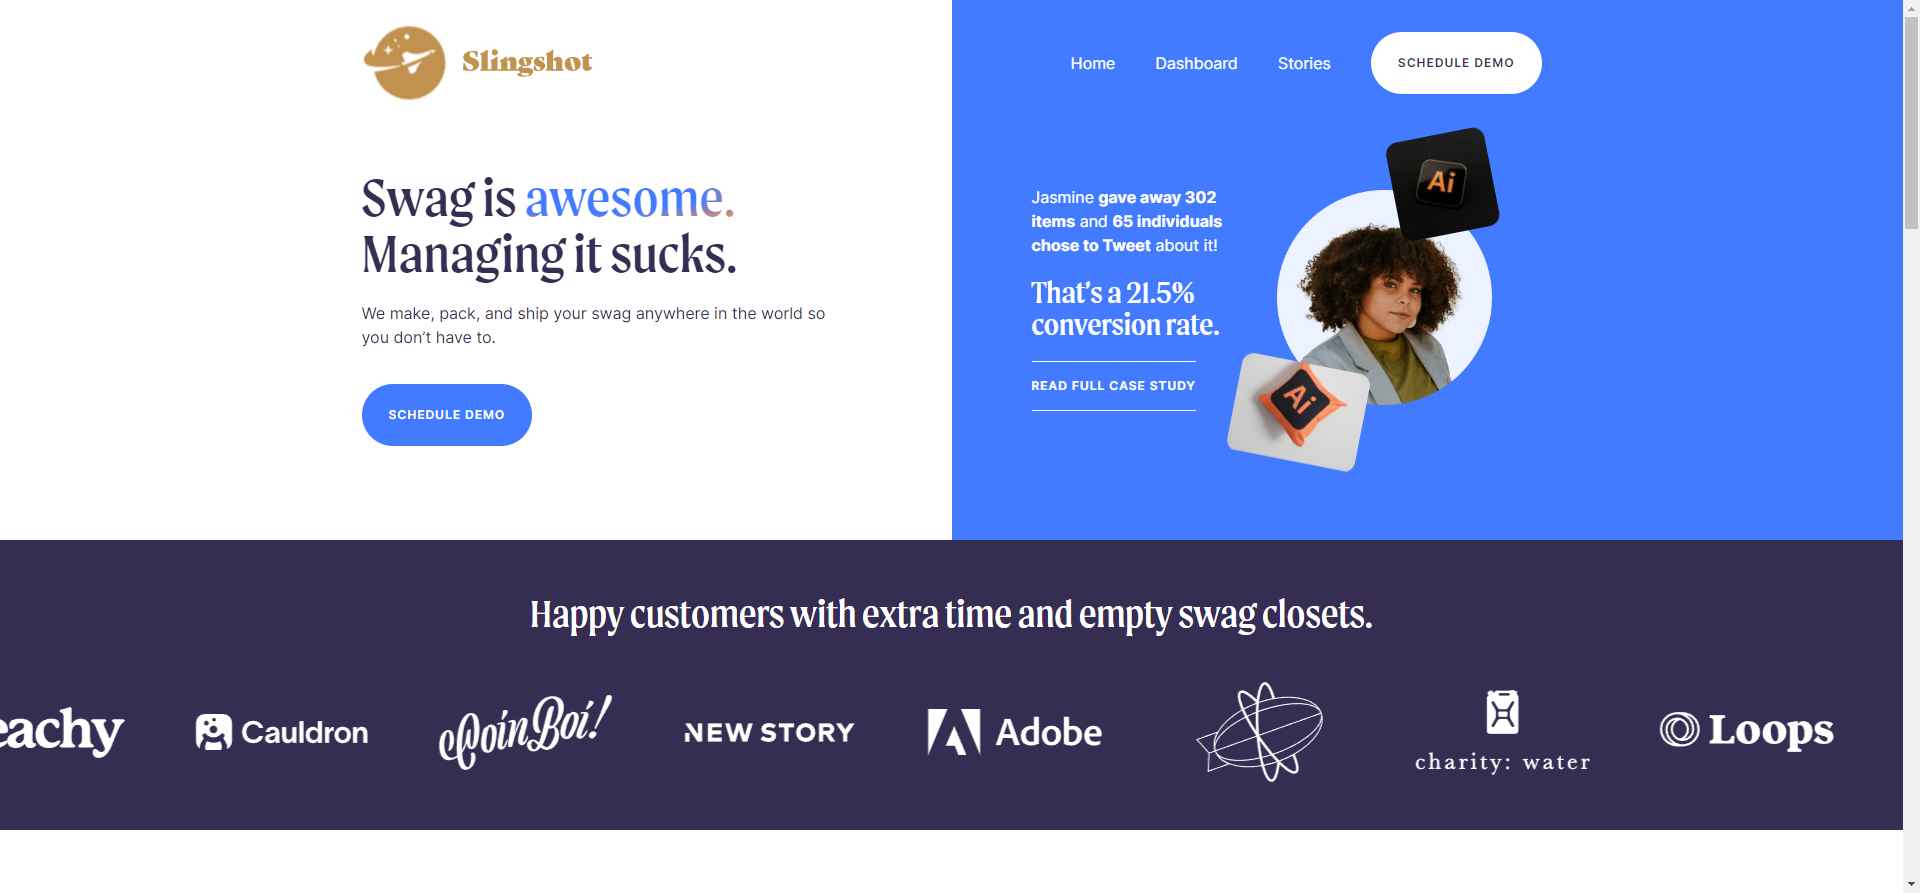 Slingshot
Home
Dashboard
Stories
SCHEDULE DEMO
Swag is awesome.
Managing it sucks.
We make, pack, and ship your swag anywhere in the world so
you don’t have to.
SCHEDULE DEMO
Jasmine gave away 302
items and 65 individuals
chose to Tweet about it!
That’s a 21.5%
conversion rate.
READ FULL CASE STUDY
Ai
Ai
Happy customers with extra time and empty swag closets.
eachy
Cauldron
CoinBoi!
NEW STORY
Adobe
charity: water
Loops